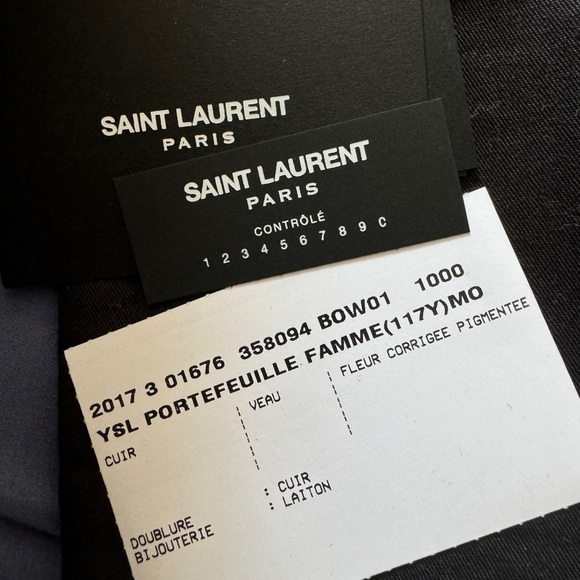 SAINT LAURENT
PARIS
SAINT LAURENT
PARIS
CONTRÔLÉ
1 2 3 4 5 6 7 8 9 C
2017 3 01676 358094 BOW01 1000
YSL PORTEFEUILLE FAMME(117Y)MO
CUIR VEAU FLEUR CORRIGEE PIGMENTEE
DOUBLURE : CUIR
BIJOUTERIE : LAITON